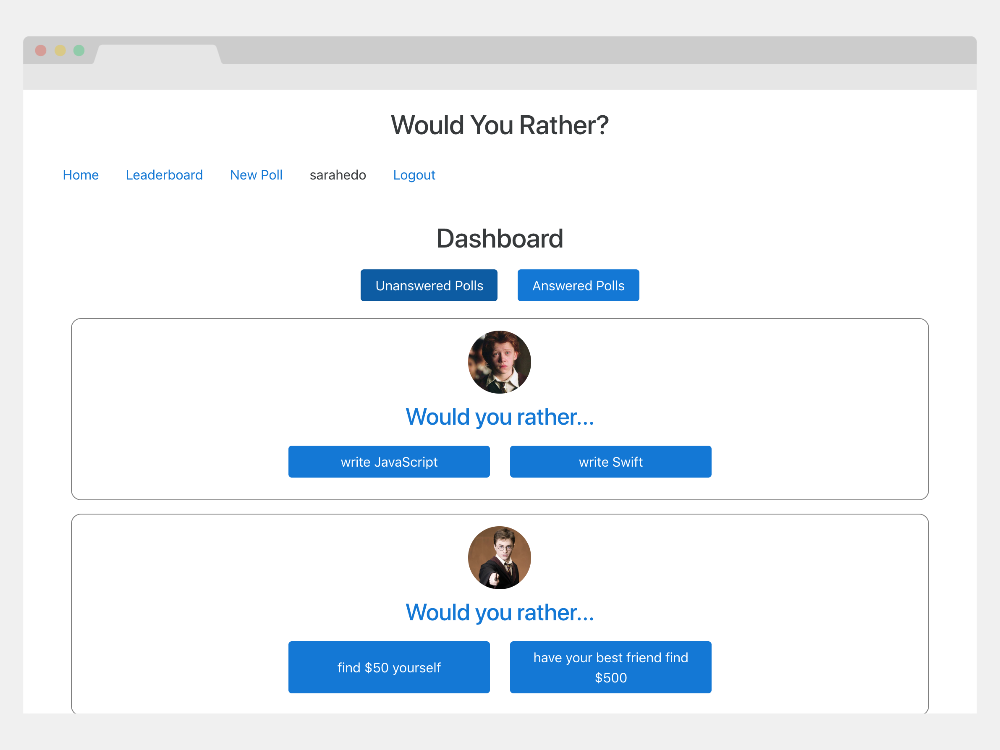 Would You Rather?
Home Leaderboard New Poll sarahedo Logout
Dashboard
Unanswered Polls Answered Polls
Would you rather...
write JavaScript write Swift
Would you rather...
find $50 yourself have your best friend find
$500